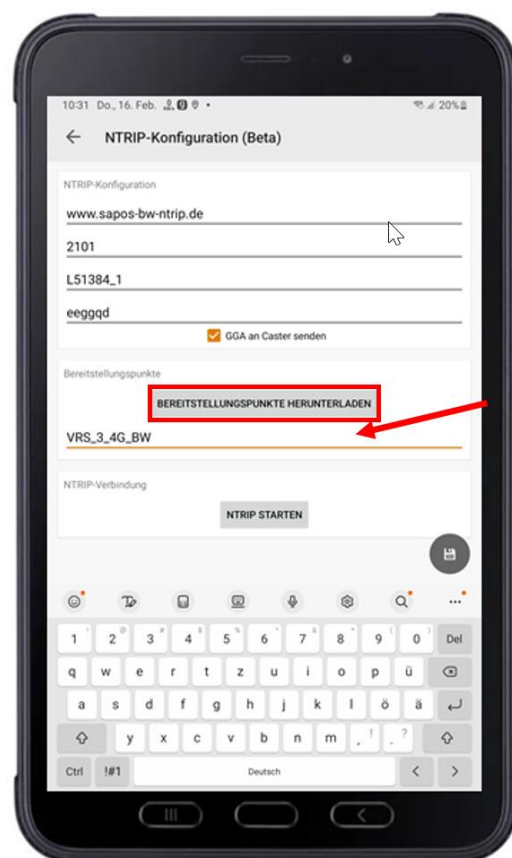 10:31 Do., 16. Feb. 20%
NTRIP-Konfiguration (Beta)
NTRIP-Konfiguration
www.sapos-bw-ntrip.de
2101
L51384_1
eeggqd
GGA an Caster senden
Bereitstellungspunkte
BEREITSTELLUNGSPUNKTE HERUNTERLADEN
VRS_3_4G_BW
NTRIP-Verbindung
NTRIP STARTEN
1 2 3 4 5 6 7 8 9 0 Del
q w e r t z u i o p ü
a s d f g h j k l ö ä
y x c v b n m , ! . ?
Ctrl !#1 Deutsch < >